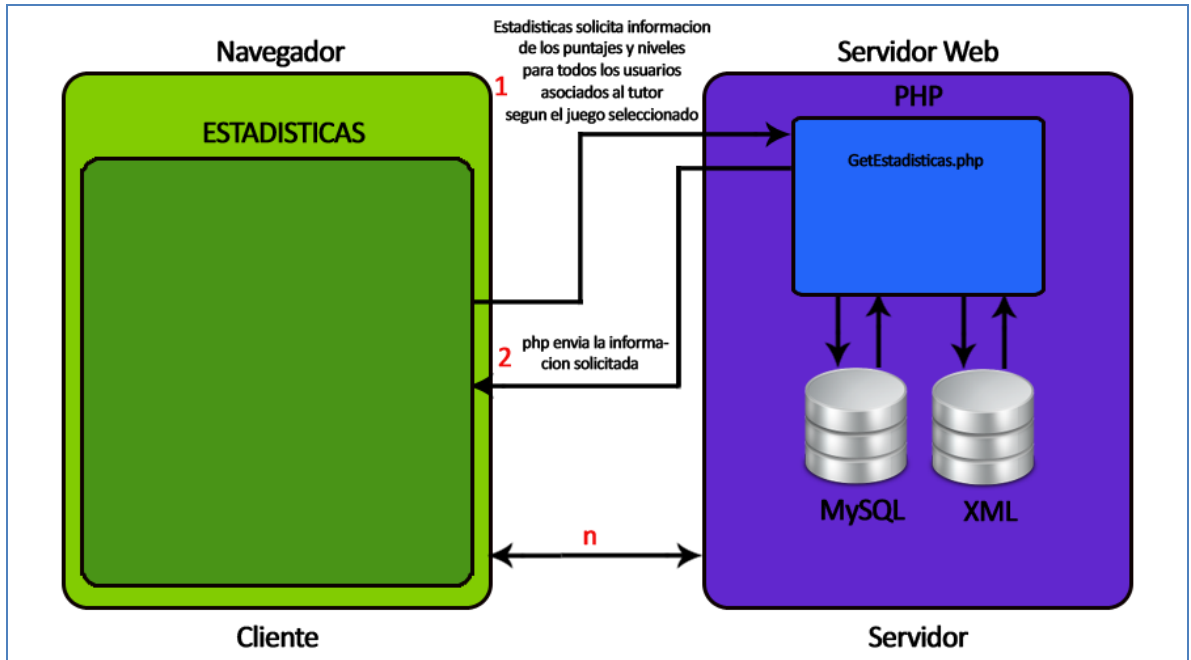 Navegador
Estadisticas solicita informacion
de los puntajes y niveles
para todos los usuarios
asociados al tutor
segun el juego seleccionado
1
Servidor Web
PHP
ESTADISTICAS
GetEstadisticas.php
2
php envia la informa-
cion solicitada
MySQL
XML
n
Cliente
Servidor